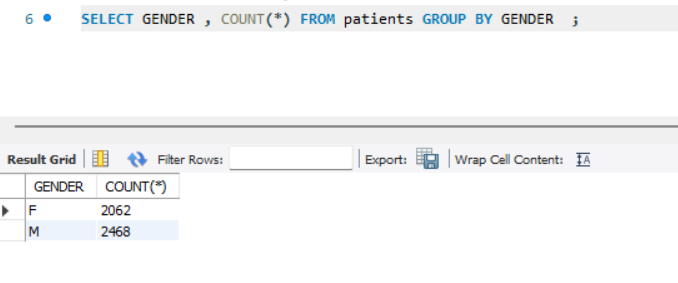 6 SELECT GENDER , COUNT(*) FROM patients GROUP BY GENDER ;
Result Grid Filter Rows: Export: Wrap Cell Content: IA
GENDER COUNT(*)
F 2062
M 2468